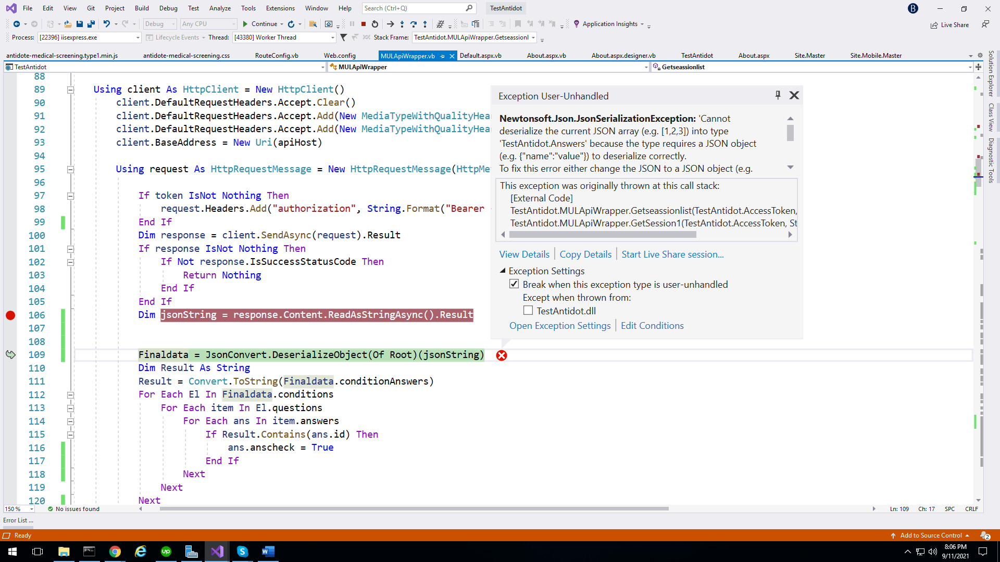 File Edit View Git Project Build Debug Test Analyze Tools Extensions Window Help Search (Ctrl+Q) TestAntidot B
Debug Any CPU Continue Application Insights Live Share
Process: [22396] iisexpress.exe Lifecycle Events Thread: [43380] Worker Thread Stack Frame: TestAntidot.MULApiWrapper.Getseassionl
antidote-medical-screening.type1.min.js antidote-medical-screening.css RouteConfig.vb Web.config MULApiWrapper.vb Default.aspx.vb About.aspx.vb About.aspx.designer.vb TestAntidot About.aspx Site.Master Site.Mobile.Master
TestAntidot MULApiWrapper Getseassionlist
Solution Explorer
Class View
Diagnostic Tools
88
89 Using client As HttpClient = New HttpClient()
90 client.DefaultRequestHeaders.Accept.Clear()
91 client.DefaultRequestHeaders.Accept.Add(New MediaTypeWithQualityHea
92 client.DefaultRequestHeaders.Accept.Add(New MediaTypeWithQualityHea
93 client.BaseAddress = New Uri(apiHost)
94
95 Using request As HttpRequestMessage = New HttpRequestMessage(HttpMe
96
97 If token IsNot Nothing Then
98 request.Headers.Add("authorization", String.Format("Bearer
99 End If
100 Dim response = client.SendAsync(request).Result
101 If response IsNot Nothing Then
102 If Not response.IsSuccessStatusCode Then
103 Return Nothing
104 End If
105 End If
106 Dim jsonString = response.Content.ReadAsStringAsync().Result
107
108
109 Finaldata = JsonConvert.DeserializeObject(Of Root)(jsonString)
110 Dim Result As String
111 Result = Convert.ToString(Finaldata.conditionAnswers)
112 For Each El In Finaldata.conditions
113 For Each item In El.questions
114 For Each ans In item.answers
115 If Result.Contains(ans.id) Then
116 ans.anscheck = True
117 End If
118 Next
119 Next
120 Next
Exception User-Unhandled
Newtonsoft.Json.JsonSerializationException: 'Cannot
deserialize the current JSON array (e.g. [1,2,3]) into type
'TestAntidot.Answers' because the type requires a JSON object
(e.g. {"name":"value"}) to deserialize correctly.
To fix this error either change the JSON to a JSON object (e.g.
This exception was originally thrown at this call stack:
[External Code]
TestAntidot.MULApiWrapper.Getseassionlist(TestAntidot.AccessToken,
TestAntidot.MULApiWrapper.GetSession1(TestAntidot.AccessToken, St
View Details Copy Details Start Live Share session...
Exception Settings
Break when this exception type is user-unhandled
Except when thrown from:
TestAntidot.dll
Open Exception Settings Edit Conditions
150 % No issues found Ln: 109 Ch: 17 SPC CRLF
Error List ...
Ready Add to Source Control 2
8:06 PM
9/11/2021